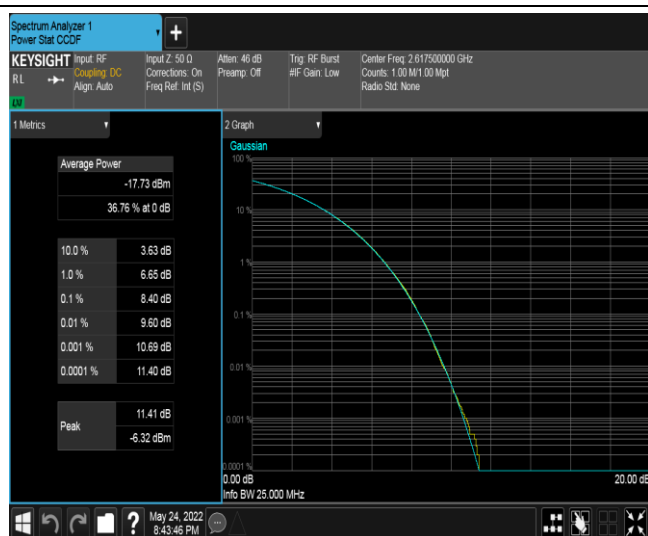 Spectrum Analyzer 1
Power Stat CCDF
KEYSIGHT
RL
Input: RF
Coupling: DC
Align: Auto
Input Z: 50 Ω
Corrections: On
Freq Ref: Int (S)
Atten: 46 dB
Preamp: Off
Trig: RF Burst
#IF Gain: Low
Center Freq: 2.617500000 GHz
Counts: 1.00 M/1.00 Mpt
Radio Std: None
1 Metrics
Average Power
-17.73 dBm
36.76 % at 0 dB
10.0 % 3.63 dB
1.0 % 6.65 dB
0.1 % 8.40 dB
0.01 % 9.60 dB
0.001 % 10.69 dB
0.0001 % 11.40 dB
Peak
11.41 dB
-6.32 dBm
2 Graph
Gaussian
100 %
10 %
1 %
0.1 %
0.01 %
0.001 %
0.0001 %
0.00 dB 20.00 dB
Info BW 25.000 MHz
May 24, 2022
8:43:46 PM